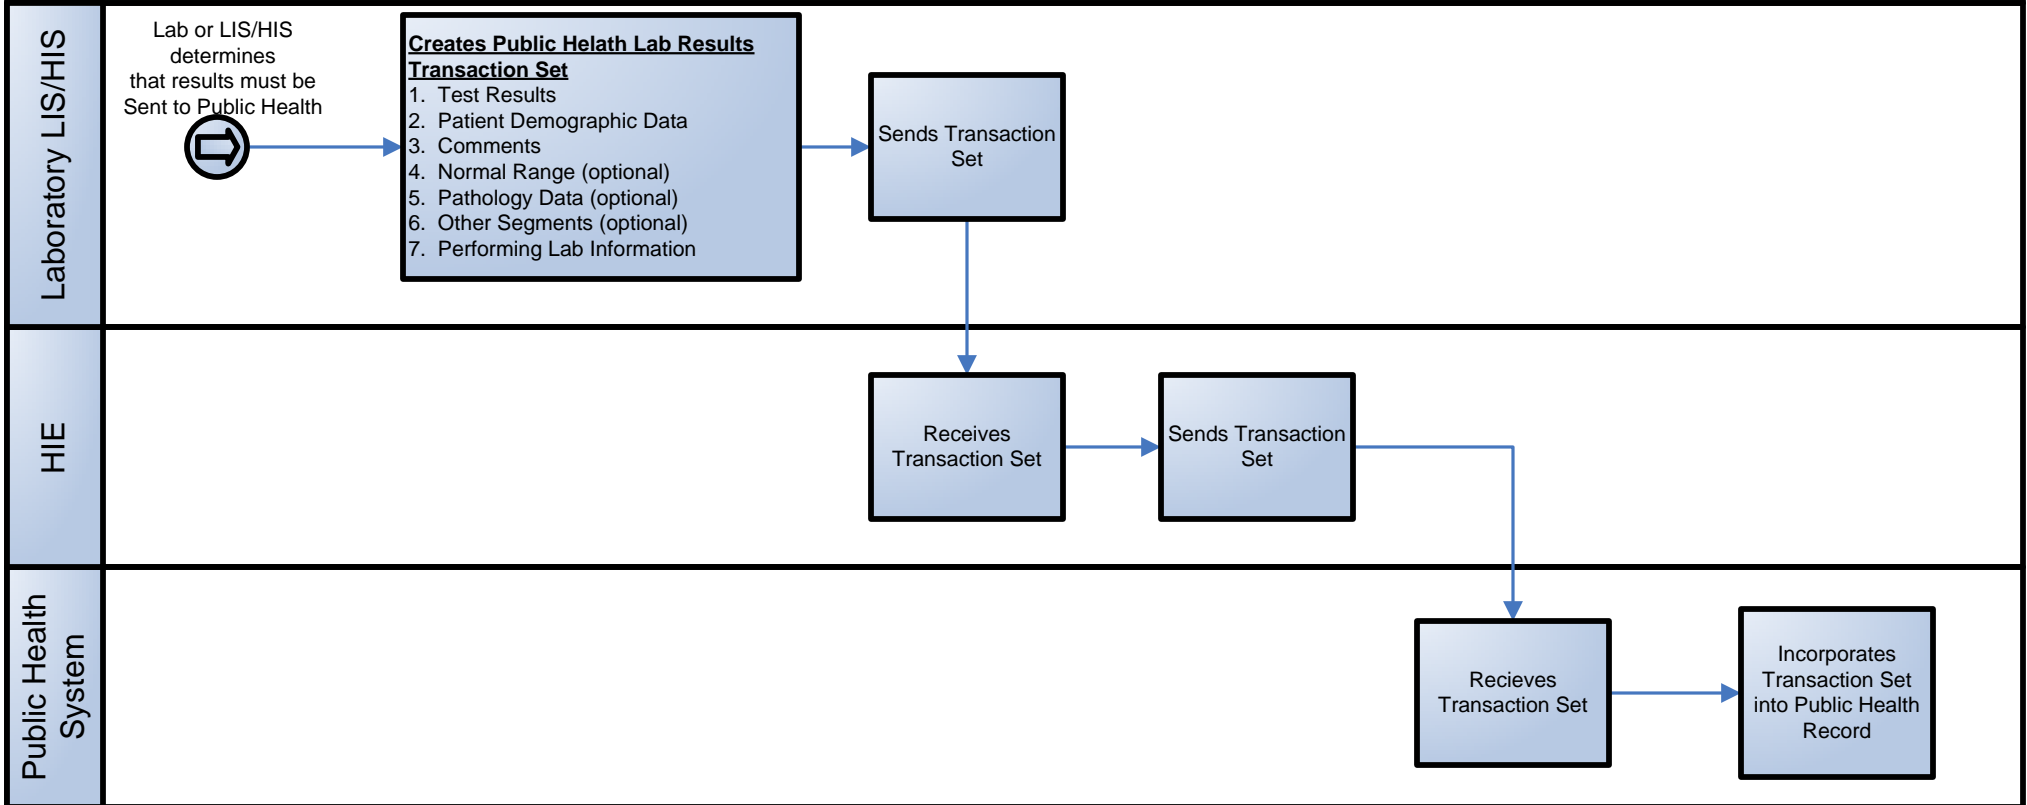 Laboratory LIS/HIS
Lab or LIS/HIS
determines
that results must be
Sent to Public Health
Creates Public Helath Lab Results
Transaction Set
1. Test Results
2. Patient Demographic Data
3. Comments
4. Normal Range (optional)
5. Pathology Data (optional)
6. Other Segments (optional)
7. Performing Lab Information
Sends Transaction
Set
HIE
Receives
Transaction Set
Sends Transaction
Set
Public Health
System
Recieves
Transaction Set
Incorporates
Transaction Set
into Public Health
Record